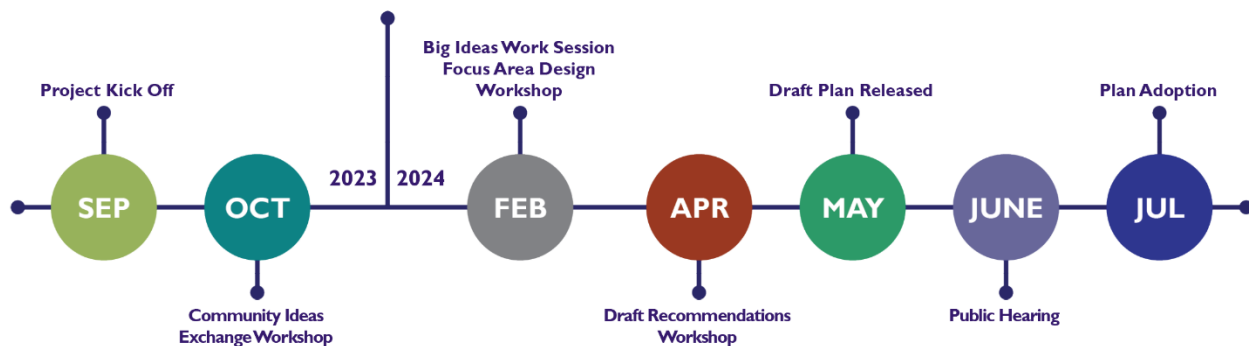 Big Ideas Work Session
Focus Area Design
Workshop
Project Kick Off
Draft Plan Released
Plan Adoption
2023
2024
SEP
OCT
FEB
APR
MAY
JUNE
JUL
Community Ideas
Exchange Workshop
Draft Recommendations
Workshop
Public Hearing